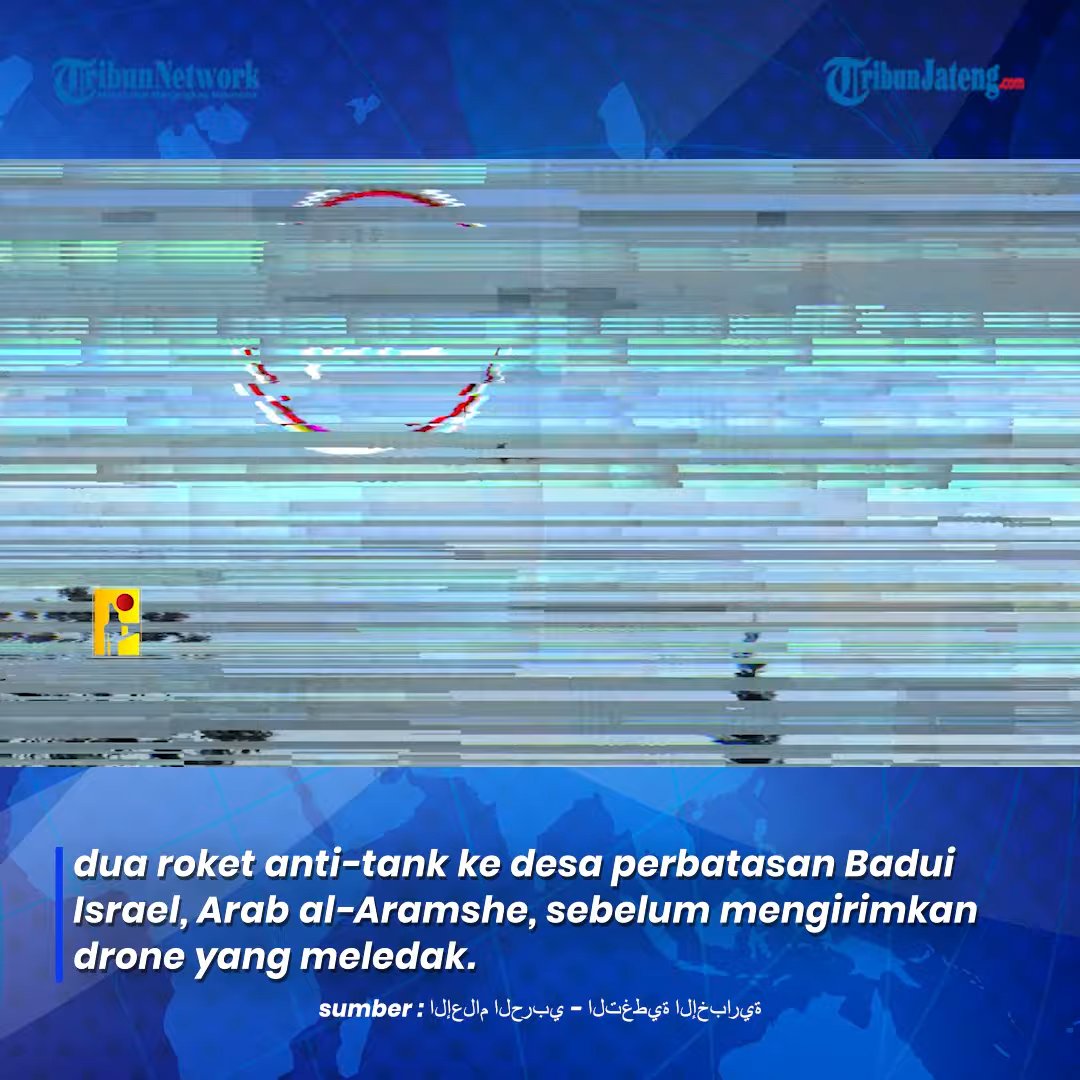 TribunNetwork
TribunJateng.com
dua roket anti-tank ke desa perbatasan Badui
Israel, Arab al-Aramshe, sebelum mengirimkan
drone yang meledak.
sumber : الإعلام الحربي - التغطية الإخبارية